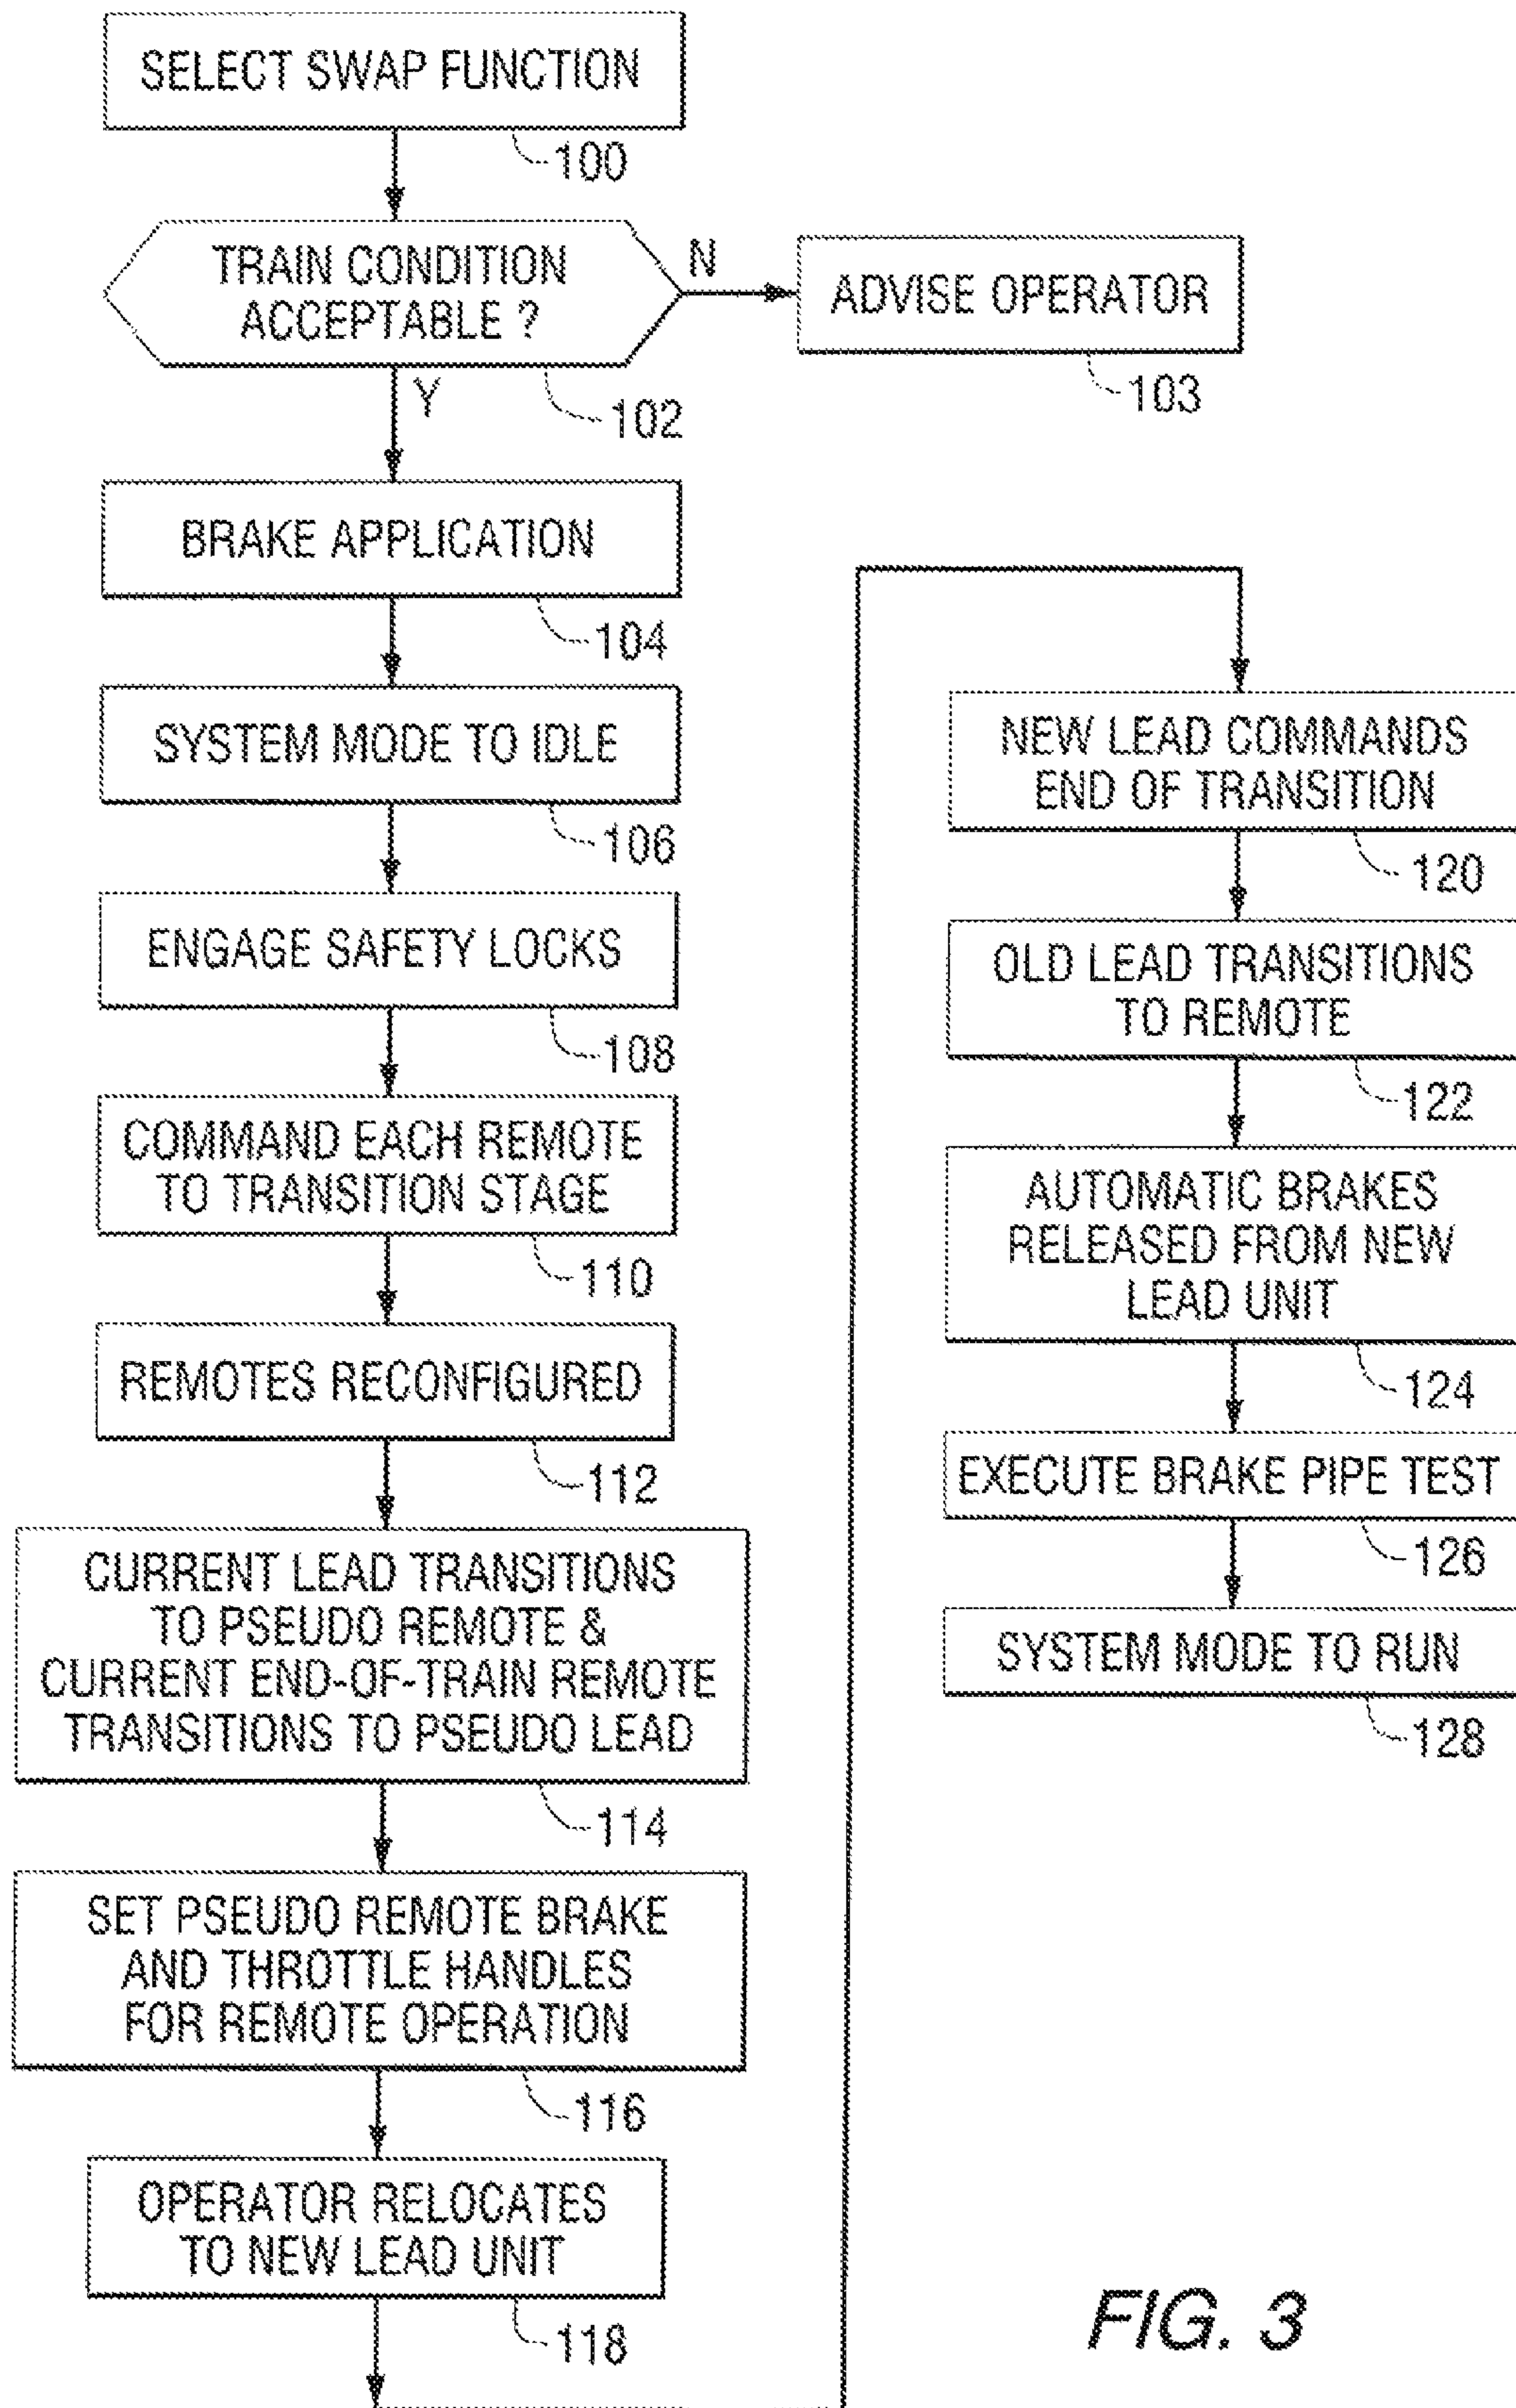 SELECT SWAP FUNCTION
100
TRAIN CONDITION
ACCEPTABLE ?
N
ADVISE OPERATOR
103
Y
102
BRAKE APPLICATION
104
SYSTEM MODE TO IDLE
106
ENGAGE SAFETY LOCKS
108
COMMAND EACH REMOTE
TO TRANSITION STAGE
110
REMOTES RECONFIGURED
112
CURRENT LEAD TRANSITIONS
TO PSEUDO REMOTE &
CURRENT END-OF-TRAIN REMOTE
TRANSITIONS TO PSEUDO LEAD
114
SET PSEUDO REMOTE BRAKE
AND THROTTLE HANDLES
FOR REMOTE OPERATION
116
OPERATOR RELOCATES
TO NEW LEAD UNIT
118
NEW LEAD COMMANDS
END OF TRANSITION
120
OLD LEAD TRANSITIONS
TO REMOTE
122
AUTOMATIC BRAKES
RELEASED FROM NEW
LEAD UNIT
124
EXECUTE BRAKE PIPE TEST
126
SYSTEM MODE TO RUN
128
FIG. 3